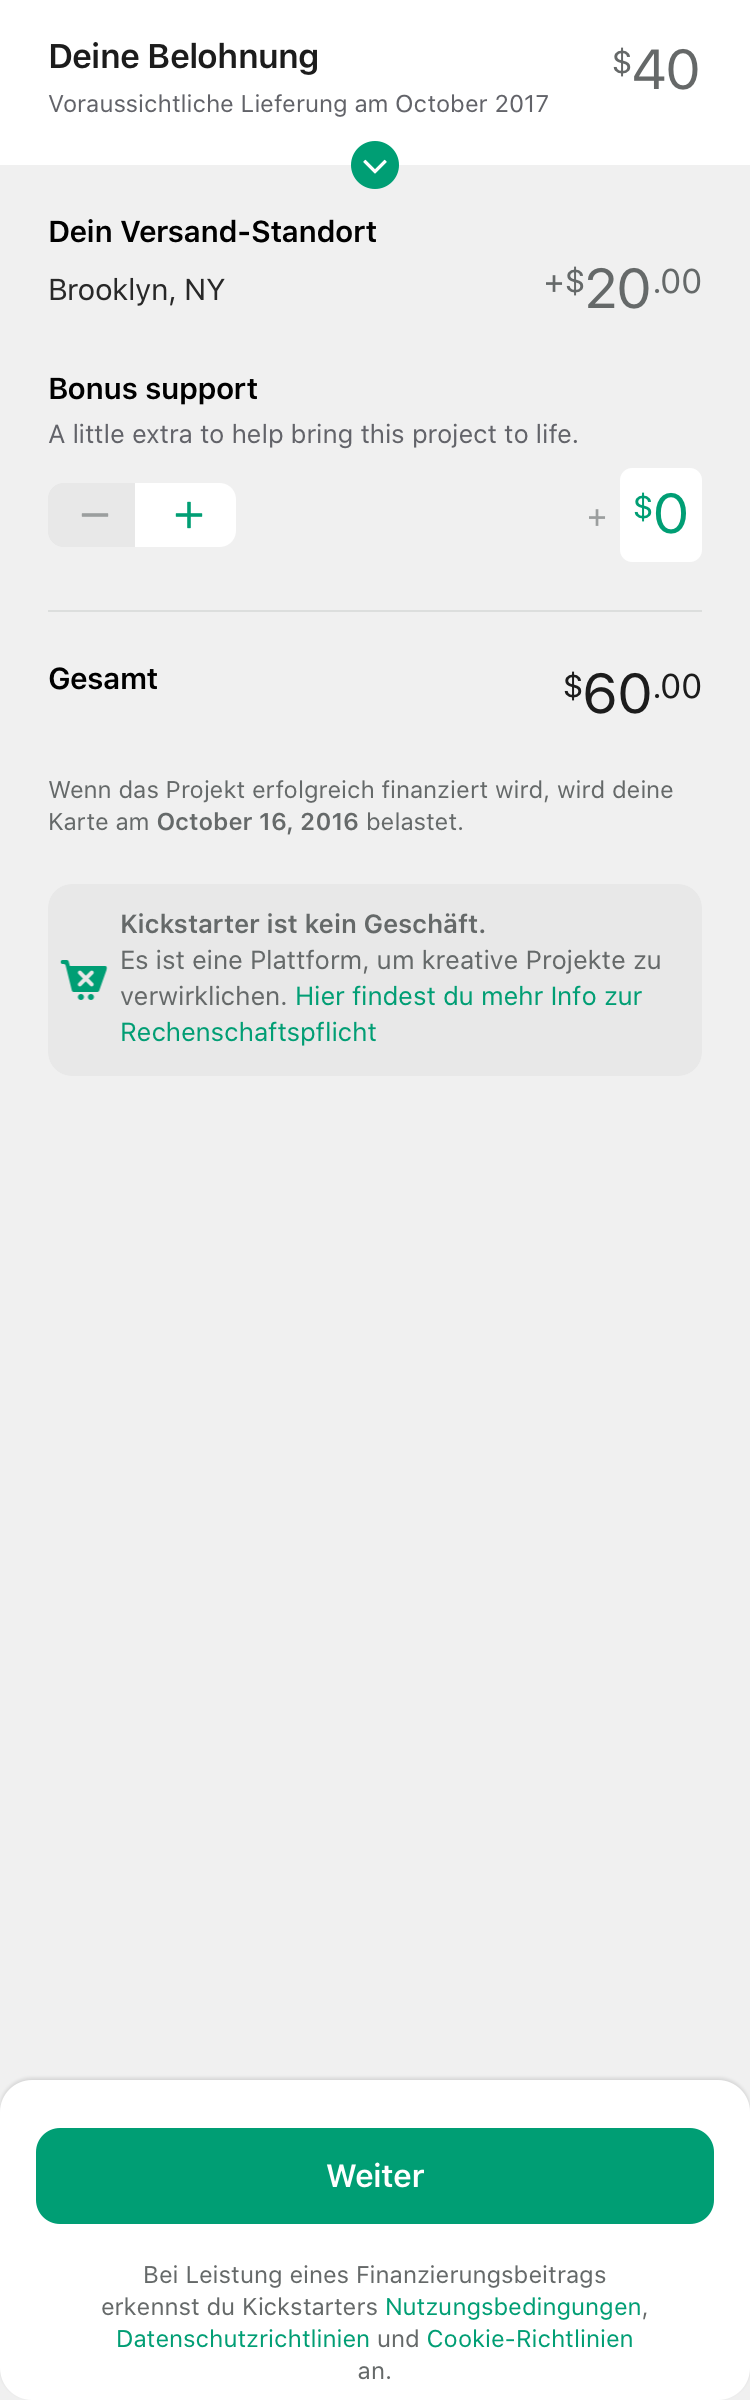 Deine Belohnung
$40
Voraussichtliche Lieferung am October 2017
Dein Versand-Standort
Brooklyn, NY
+$20.00
Bonus support
A little extra to help bring this project to life.
− +
+ $0
Gesamt
$60.00
Wenn das Projekt erfolgreich finanziert wird, wird deine
Karte am October 16, 2016 belastet.
Kickstarter ist kein Geschäft.
Es ist eine Plattform, um kreative Projekte zu
verwirklichen. Hier findest du mehr Info zur
Rechenschaftspflicht
Weiter
Bei Leistung eines Finanzierungsbeitrags
erkennst du Kickstarters Nutzungsbedingungen,
Datenschutzrichtlinien und Cookie-Richtlinien
an.